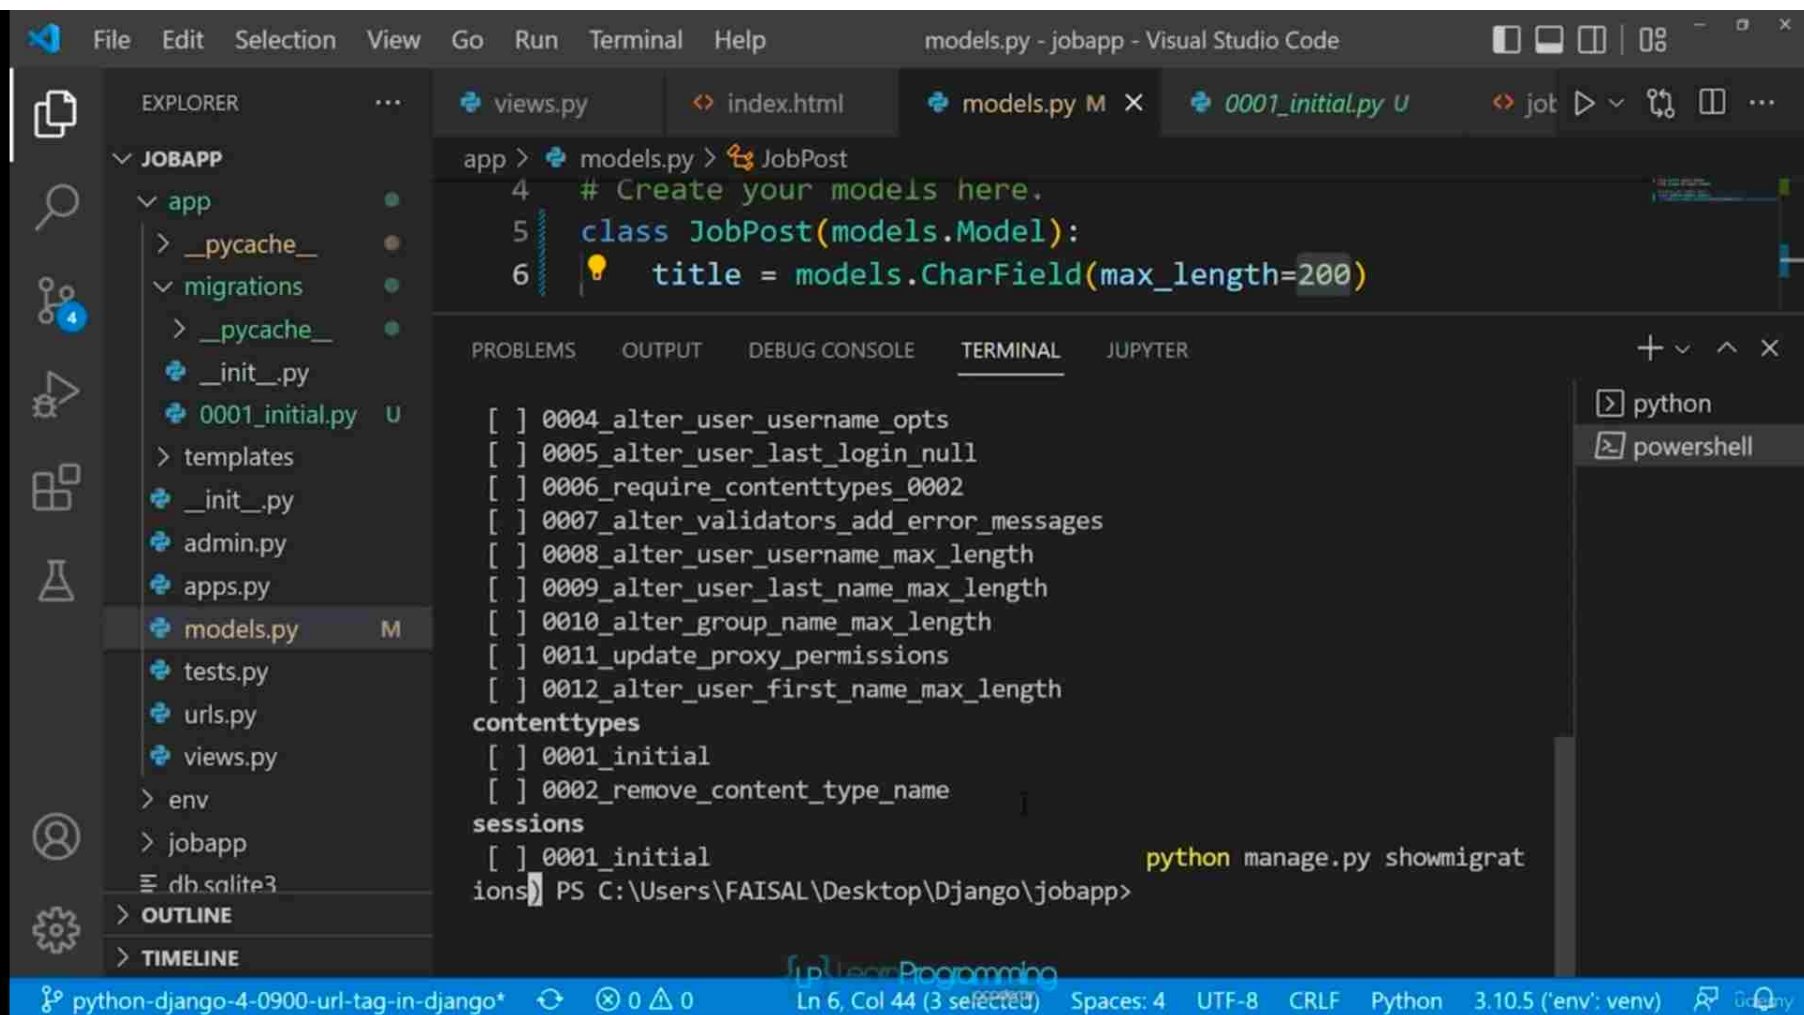 File Edit Selection View Go Run Terminal Help models.py - jobapp - Visual Studio Code
EXPLORER
views.py index.html models.py M 0001_initial.py U job
JOBAPP
app > models.py > JobPost
app
__pycache__
migrations
__pycache__
__init__.py
0001_initial.py U
templates
__init__.py
admin.py
apps.py
models.py M
tests.py
urls.py
views.py
env
jobapp
db.sqlite3
OUTLINE
TIMELINE
4 # Create your models here.
5 class JobPost(models.Model):
6 title = models.CharField(max_length=200)
PROBLEMS OUTPUT DEBUG CONSOLE TERMINAL JUPYTER
python
powershell
[ ] 0004_alter_user_username_opts
[ ] 0005_alter_user_last_login_null
[ ] 0006_require_contenttypes_0002
[ ] 0007_alter_validators_add_error_messages
[ ] 0008_alter_user_username_max_length
[ ] 0009_alter_user_last_name_max_length
[ ] 0010_alter_group_name_max_length
[ ] 0011_update_proxy_permissions
[ ] 0012_alter_user_first_name_max_length
contenttypes
[ ] 0001_initial
[ ] 0002_remove_content_type_name
sessions
[ ] 0001_initial python manage.py showmigrat
ions) PS C:\Users\FAISAL\Desktop\Django\jobapp>
4
{LP} LearnProgramming
academy
python-django-4-0900-url-tag-in-django* 0 0 Ln 6, Col 44 (3 selected) Spaces: 4 UTF-8 CRLF Python 3.10.5 ('env': venv) udemy